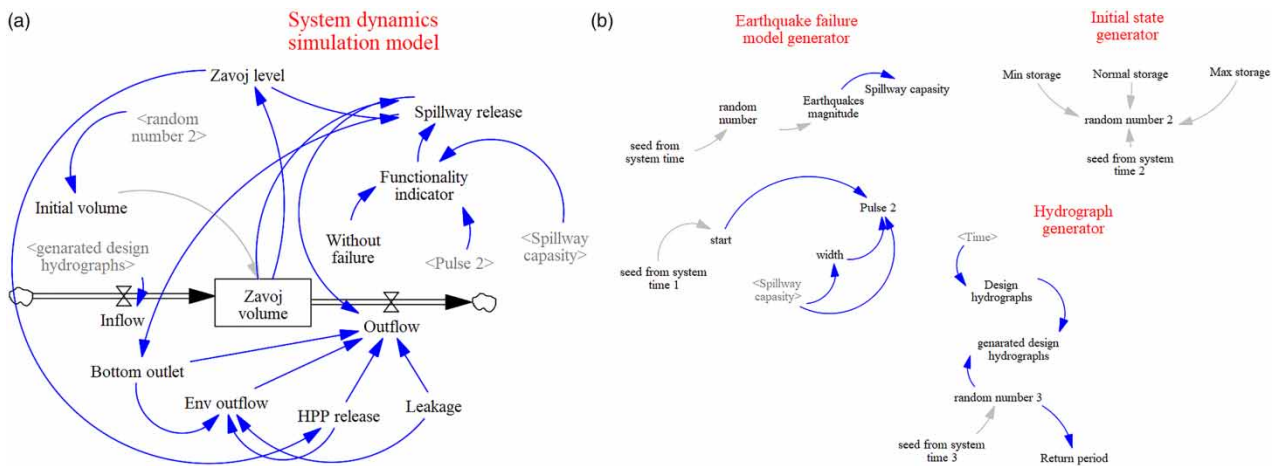 (a)
System dynamics
simulation model
Zavoj level
<random
number 2>
Spillway release
Initial volume
Functionality
indicator
<genarated design
hydrographs>
Without
failure
<Pulse 2>
<Spillway
capasity>
Inflow
Zavoj
volume
Outflow
Bottom outlet
Env outflow
HPP release
Leakage
(b)
Earthquake failure
model generator
Spillway capasity
Earthquakes
magnitude
random
number
seed from
system time
Pulse 2
start
width
seed from system
time 1
<Spillway
capasity>
Initial state
generator
Min storage
Normal storage
Max storage
random number 2
seed from system
time 2
Hydrograph
generator
<Time>
Design
hydrographs
genarated design
hydrographs
random number 3
seed from system
time 3
Return period